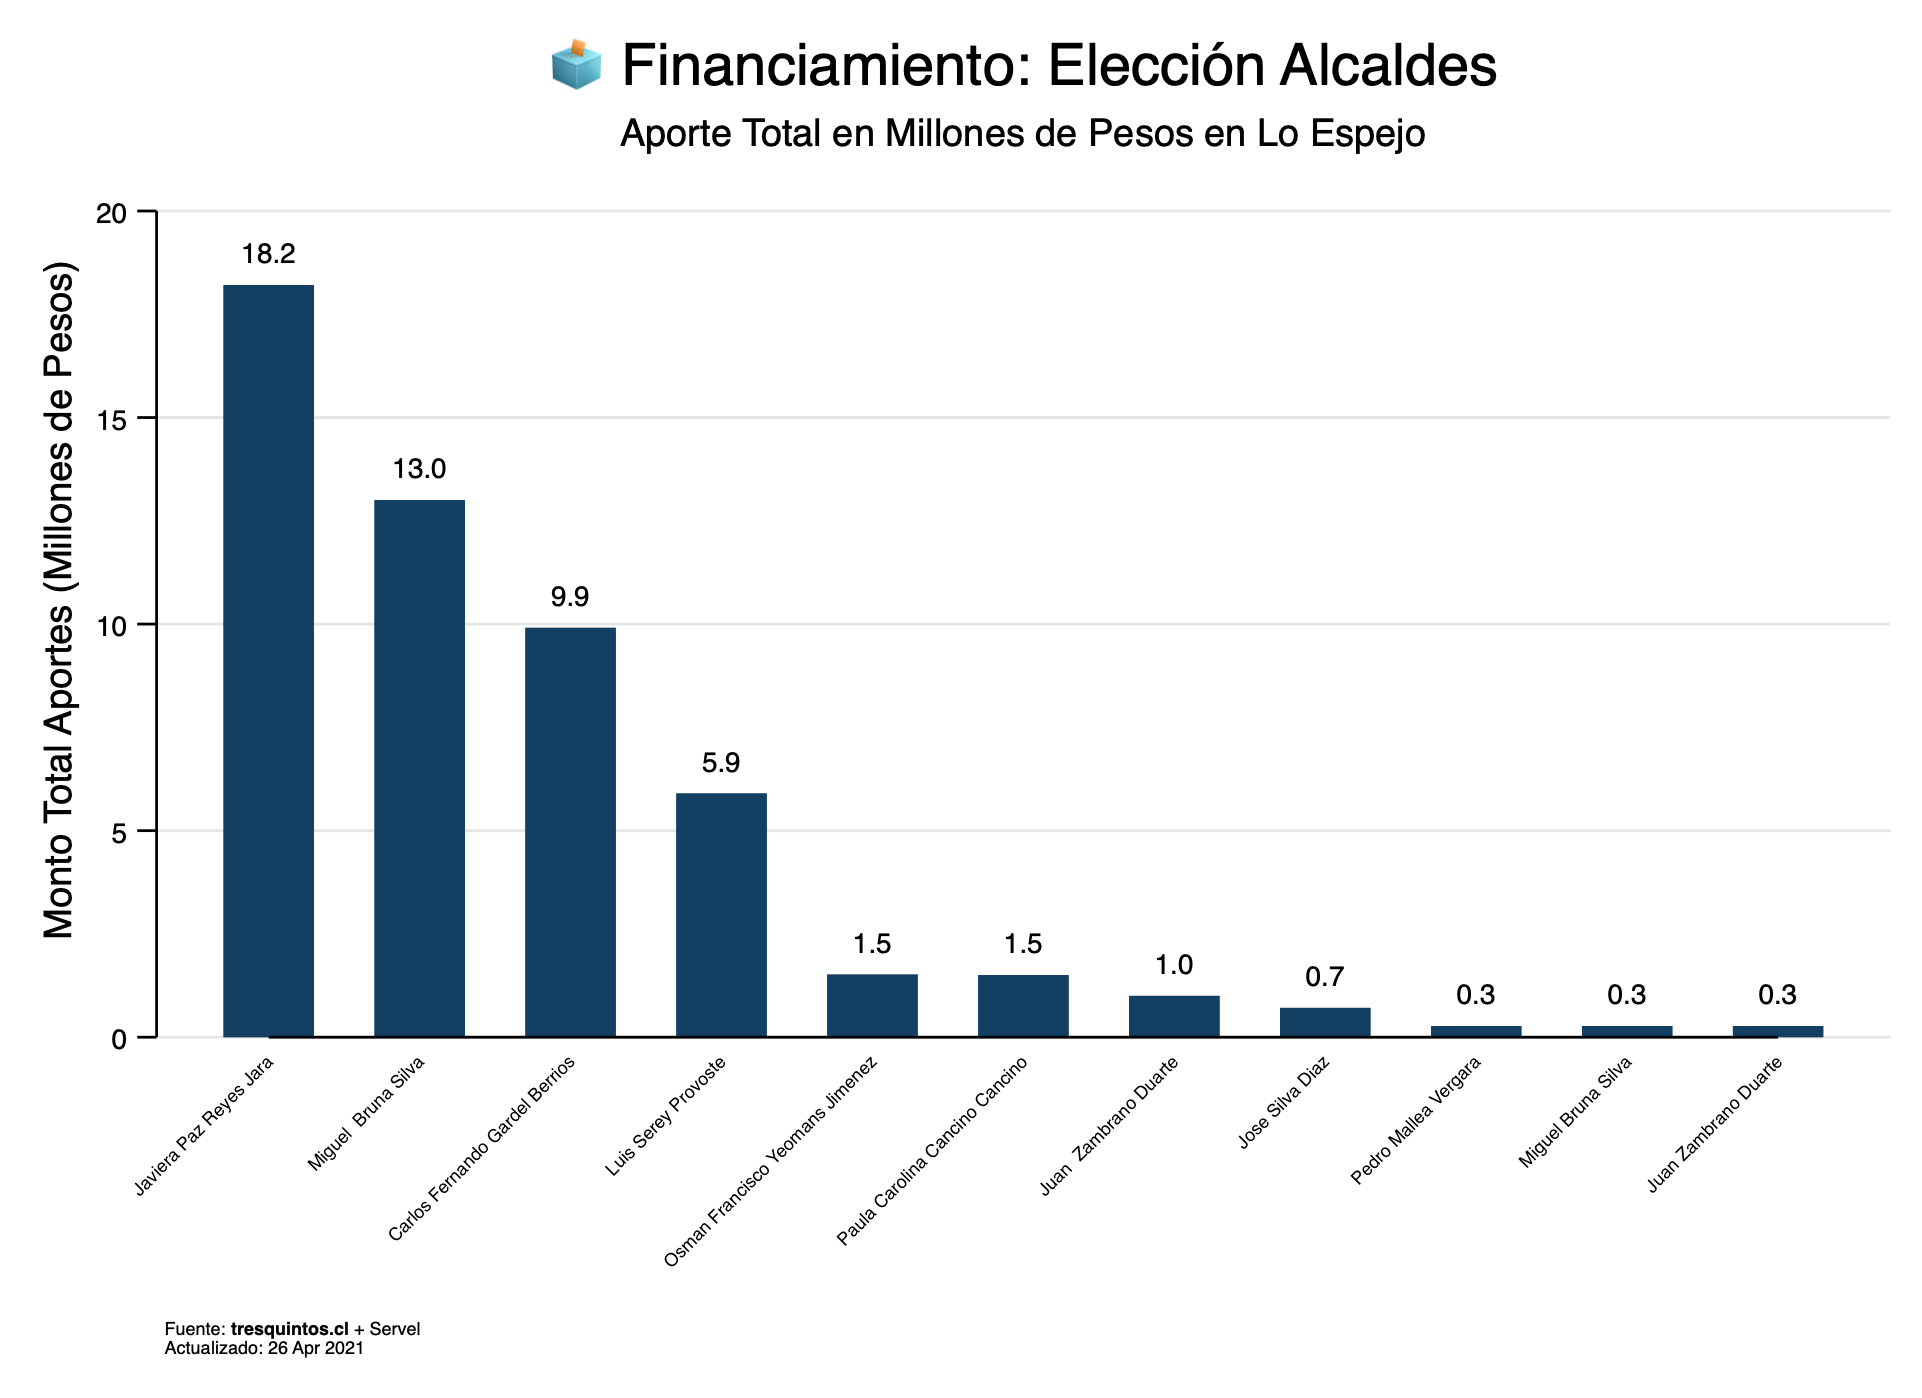 Financiamiento: Elección Alcaldes
Aporte Total en Millones de Pesos en Lo Espejo
Monto Total Aportes (Millones de Pesos)
20
15
10
5
0
18.2
13.0
9.9
5.9
1.5
1.5
1.0
0.7
0.3
0.3
0.3
Javiera Paz Reyes Jara
Miguel  Bruna Silva
Carlos Fernando Gardel Berrios
Luis Serey Provoste
Osman Francisco Yeomans Jimenez
Paula Carolina Cancino Cancino
Juan  Zambrano Duarte
Jose Silva Diaz
Pedro Mallea Vergara
Miguel Bruna Silva
Juan Zambrano Duarte
Fuente: tresquintos.cl + Servel
Actualizado: 26 Apr 2021